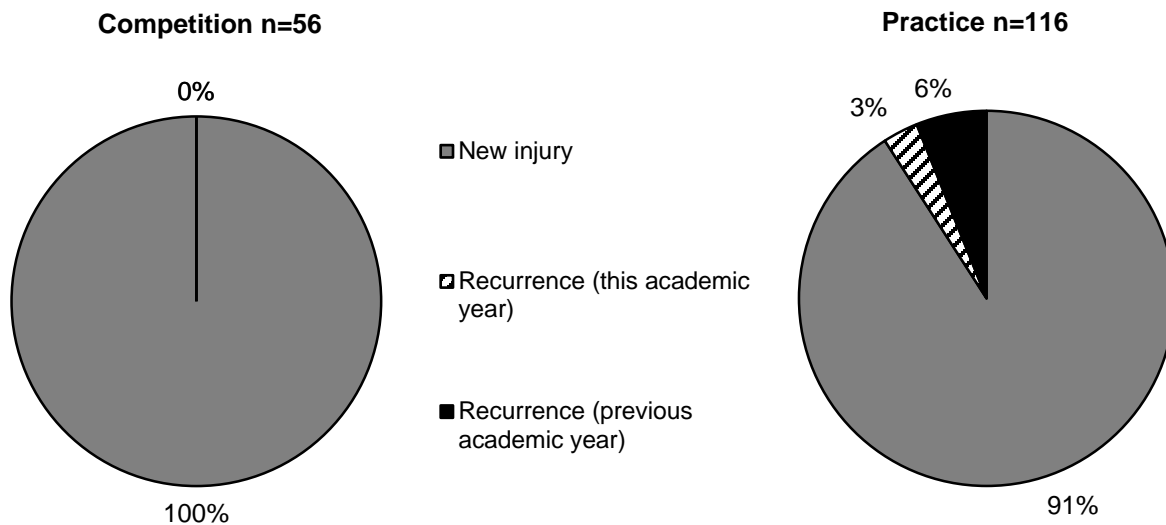 Competition n=56
0%
100%
New injury
Recurrence (this academic
year)
Recurrence (previous
academic year)
Practice n=116
3%
6%
91%